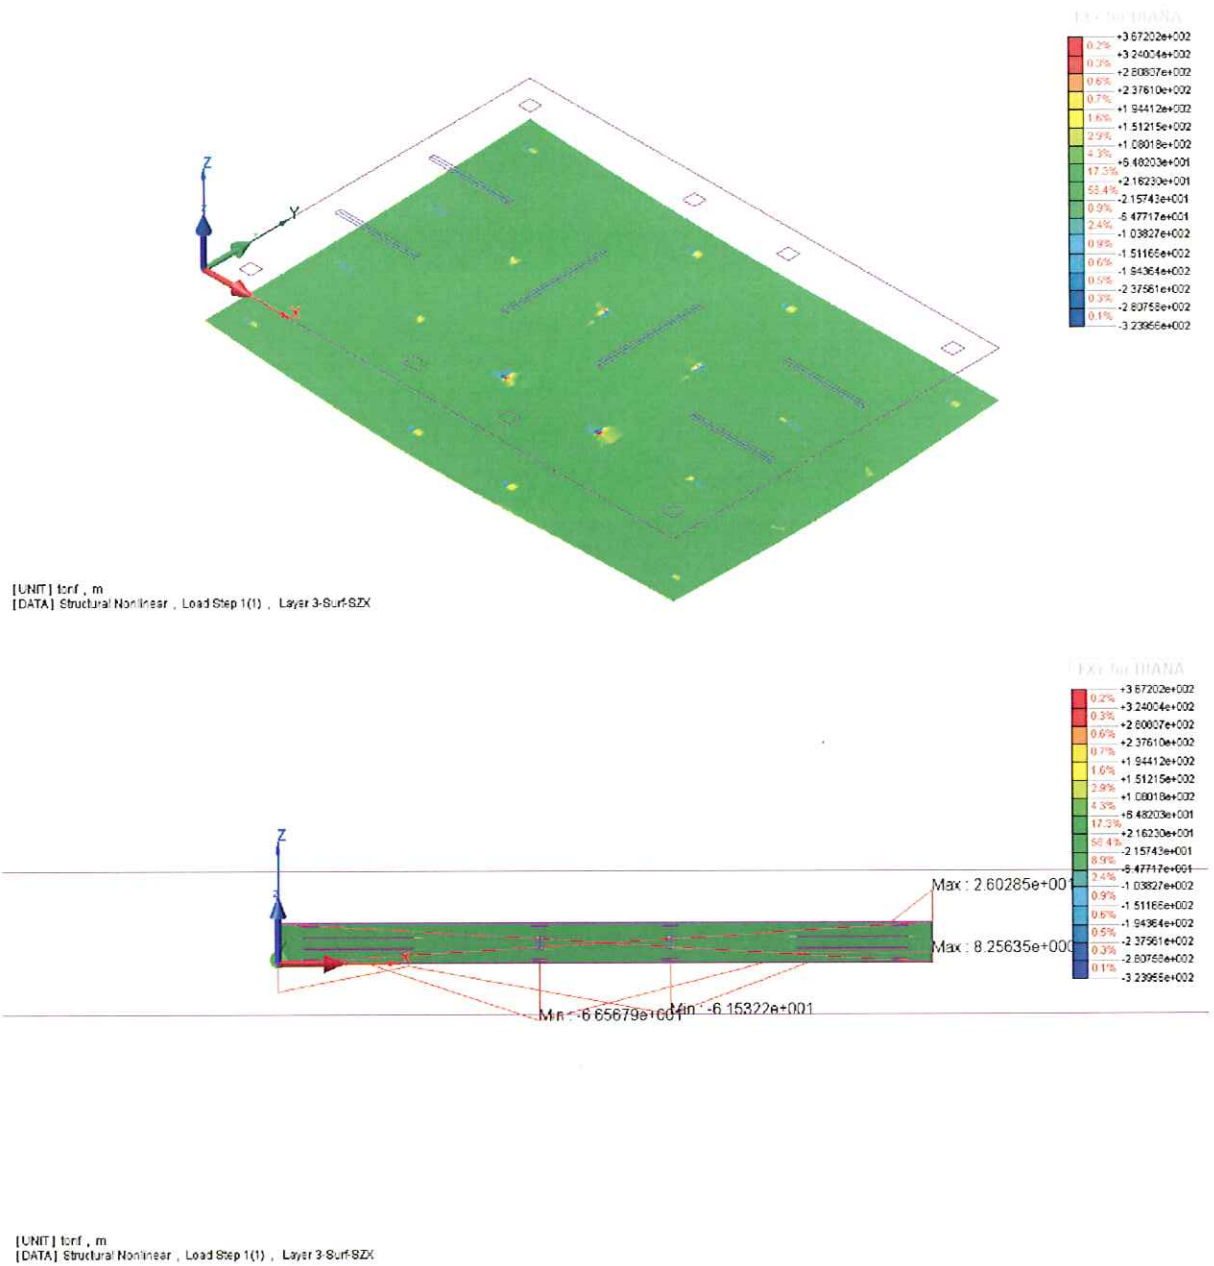 FX+ for DIANA
+3.67202e+002
0.2%
+3.24004e+002
0.3%
+2.80807e+002
0.6%
+2.37610e+002
0.7%
+1.94412e+002
1.6%
+1.51215e+002
2.9%
+1.08018e+002
4.3%
+6.48203e+001
17.3%
+2.16230e+001
58.4%
-2.15743e+001
0.9%
-6.47717e+001
2.4%
-1.03827e+002
0.9%
-1.51166e+002
0.6%
-1.94364e+002
0.5%
-2.37561e+002
0.3%
-2.80758e+002
0.1%
-3.23956e+002
Z
z
Y
X
[UNIT] tonf , m
[DATA] Structural Nonlinear , Load Step 1(1) , Layer 3-Surf-SZX
FX+ for DIANA
+3.67202e+002
0.2%
+3.24004e+002
0.3%
+2.80807e+002
0.6%
+2.37610e+002
0.7%
+1.94412e+002
1.6%
+1.51215e+002
2.9%
+1.08018e+002
4.3%
+6.48203e+001
17.3%
+2.16230e+001
58.4%
-2.15743e+001
8.9%
-6.47717e+001
2.4%
-1.03827e+002
0.9%
-1.51166e+002
0.6%
-1.94364e+002
0.5%
-2.37561e+002
0.3%
-2.80758e+002
0.1%
-3.23956e+002
Z
z
X
Max : 2.60285e+001
Max : 8.25635e+000
Min : -6.65679e+001
Min : -6.15322e+001
[UNIT] tonf , m
[DATA] Structural Nonlinear , Load Step 1(1) , Layer 3-Surf-SZX